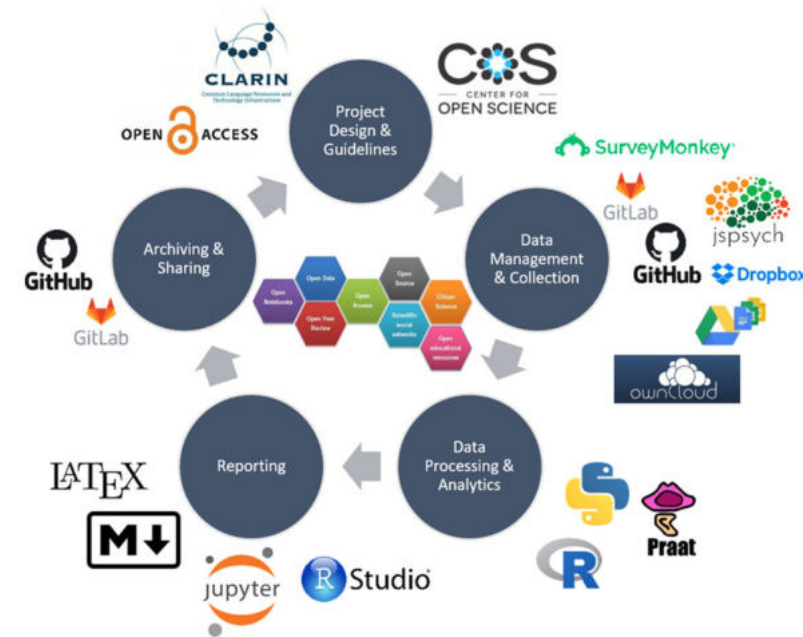 CLARIN
Common Language Resources and
Technology Infrastructure
OPEN ACCESS
COS
CENTER FOR
OPEN SCIENCE
Project
Design &
Guidelines
SurveyMonkey
GitLab
jspsych
GitHub
Dropbox
ownCloud
Data
Management
& Collection
Archiving &
Sharing
GitHub
GitLab
Open
Notebooks
Open Data
Open Peer
Review
Open
Access
Open
Source
Scientific
social
networks
Citizen
Science
Open
educational
resources
Reporting
Data
Processing &
Analytics
LATEX
M
jupyter
R Studio
R
Praat